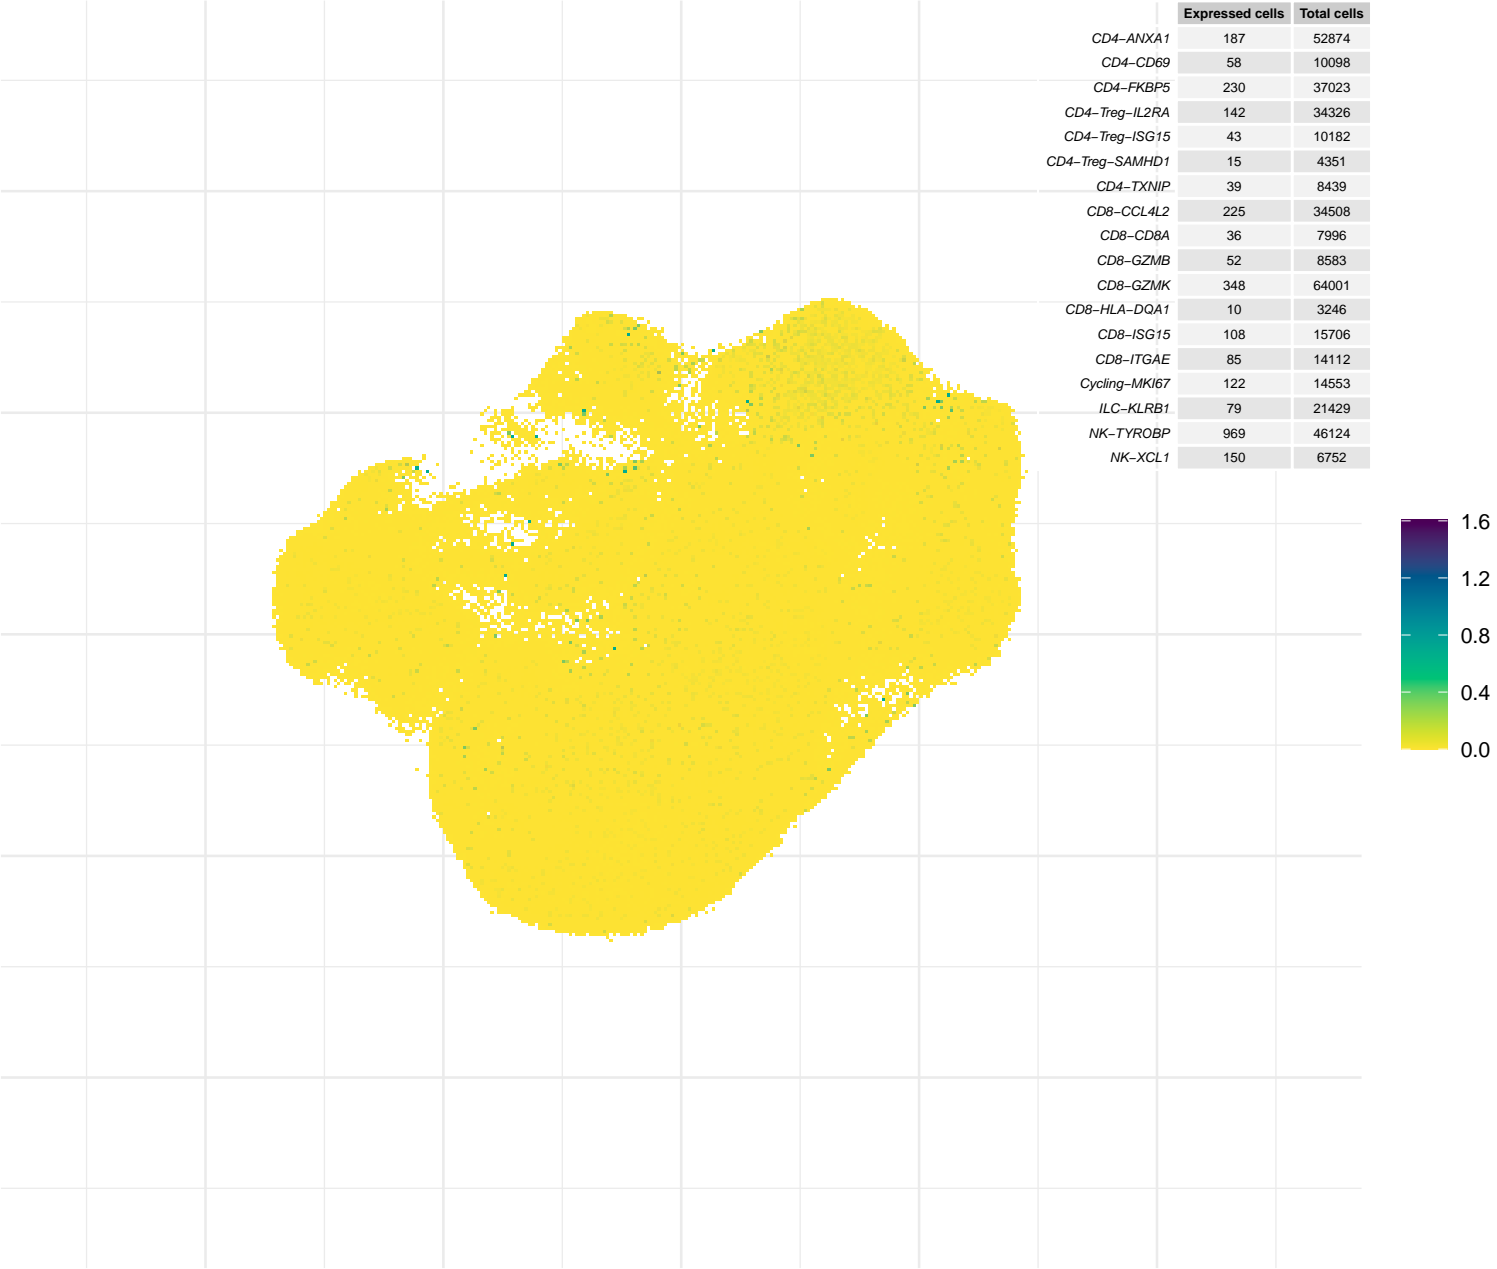 Expressed cells Total cells
CD4−ANXA1 187 52874
CD4−CD69 58 10098
CD4−FKBP5 230 37023
CD4−Treg−IL2RA 142 34326
CD4−Treg−ISG15 43 10182
CD4−Treg−SAMHD1 15 4351
CD4−TXNIP 39 8439
CD8−CCL4L2 225 34508
CD8−CD8A 36 7996
CD8−GZMB 52 8583
CD8−GZMK 348 64001
CD8−HLA−DQA1 10 3246
CD8−ISG15 108 15706
CD8−ITGAE 85 14112
Cycling−MKI67 122 14553
ILC−KLRB1 79 21429
NK−TYROBP 969 46124
NK−XCL1 150 6752
1.6
1.2
0.8
0.4
0.0